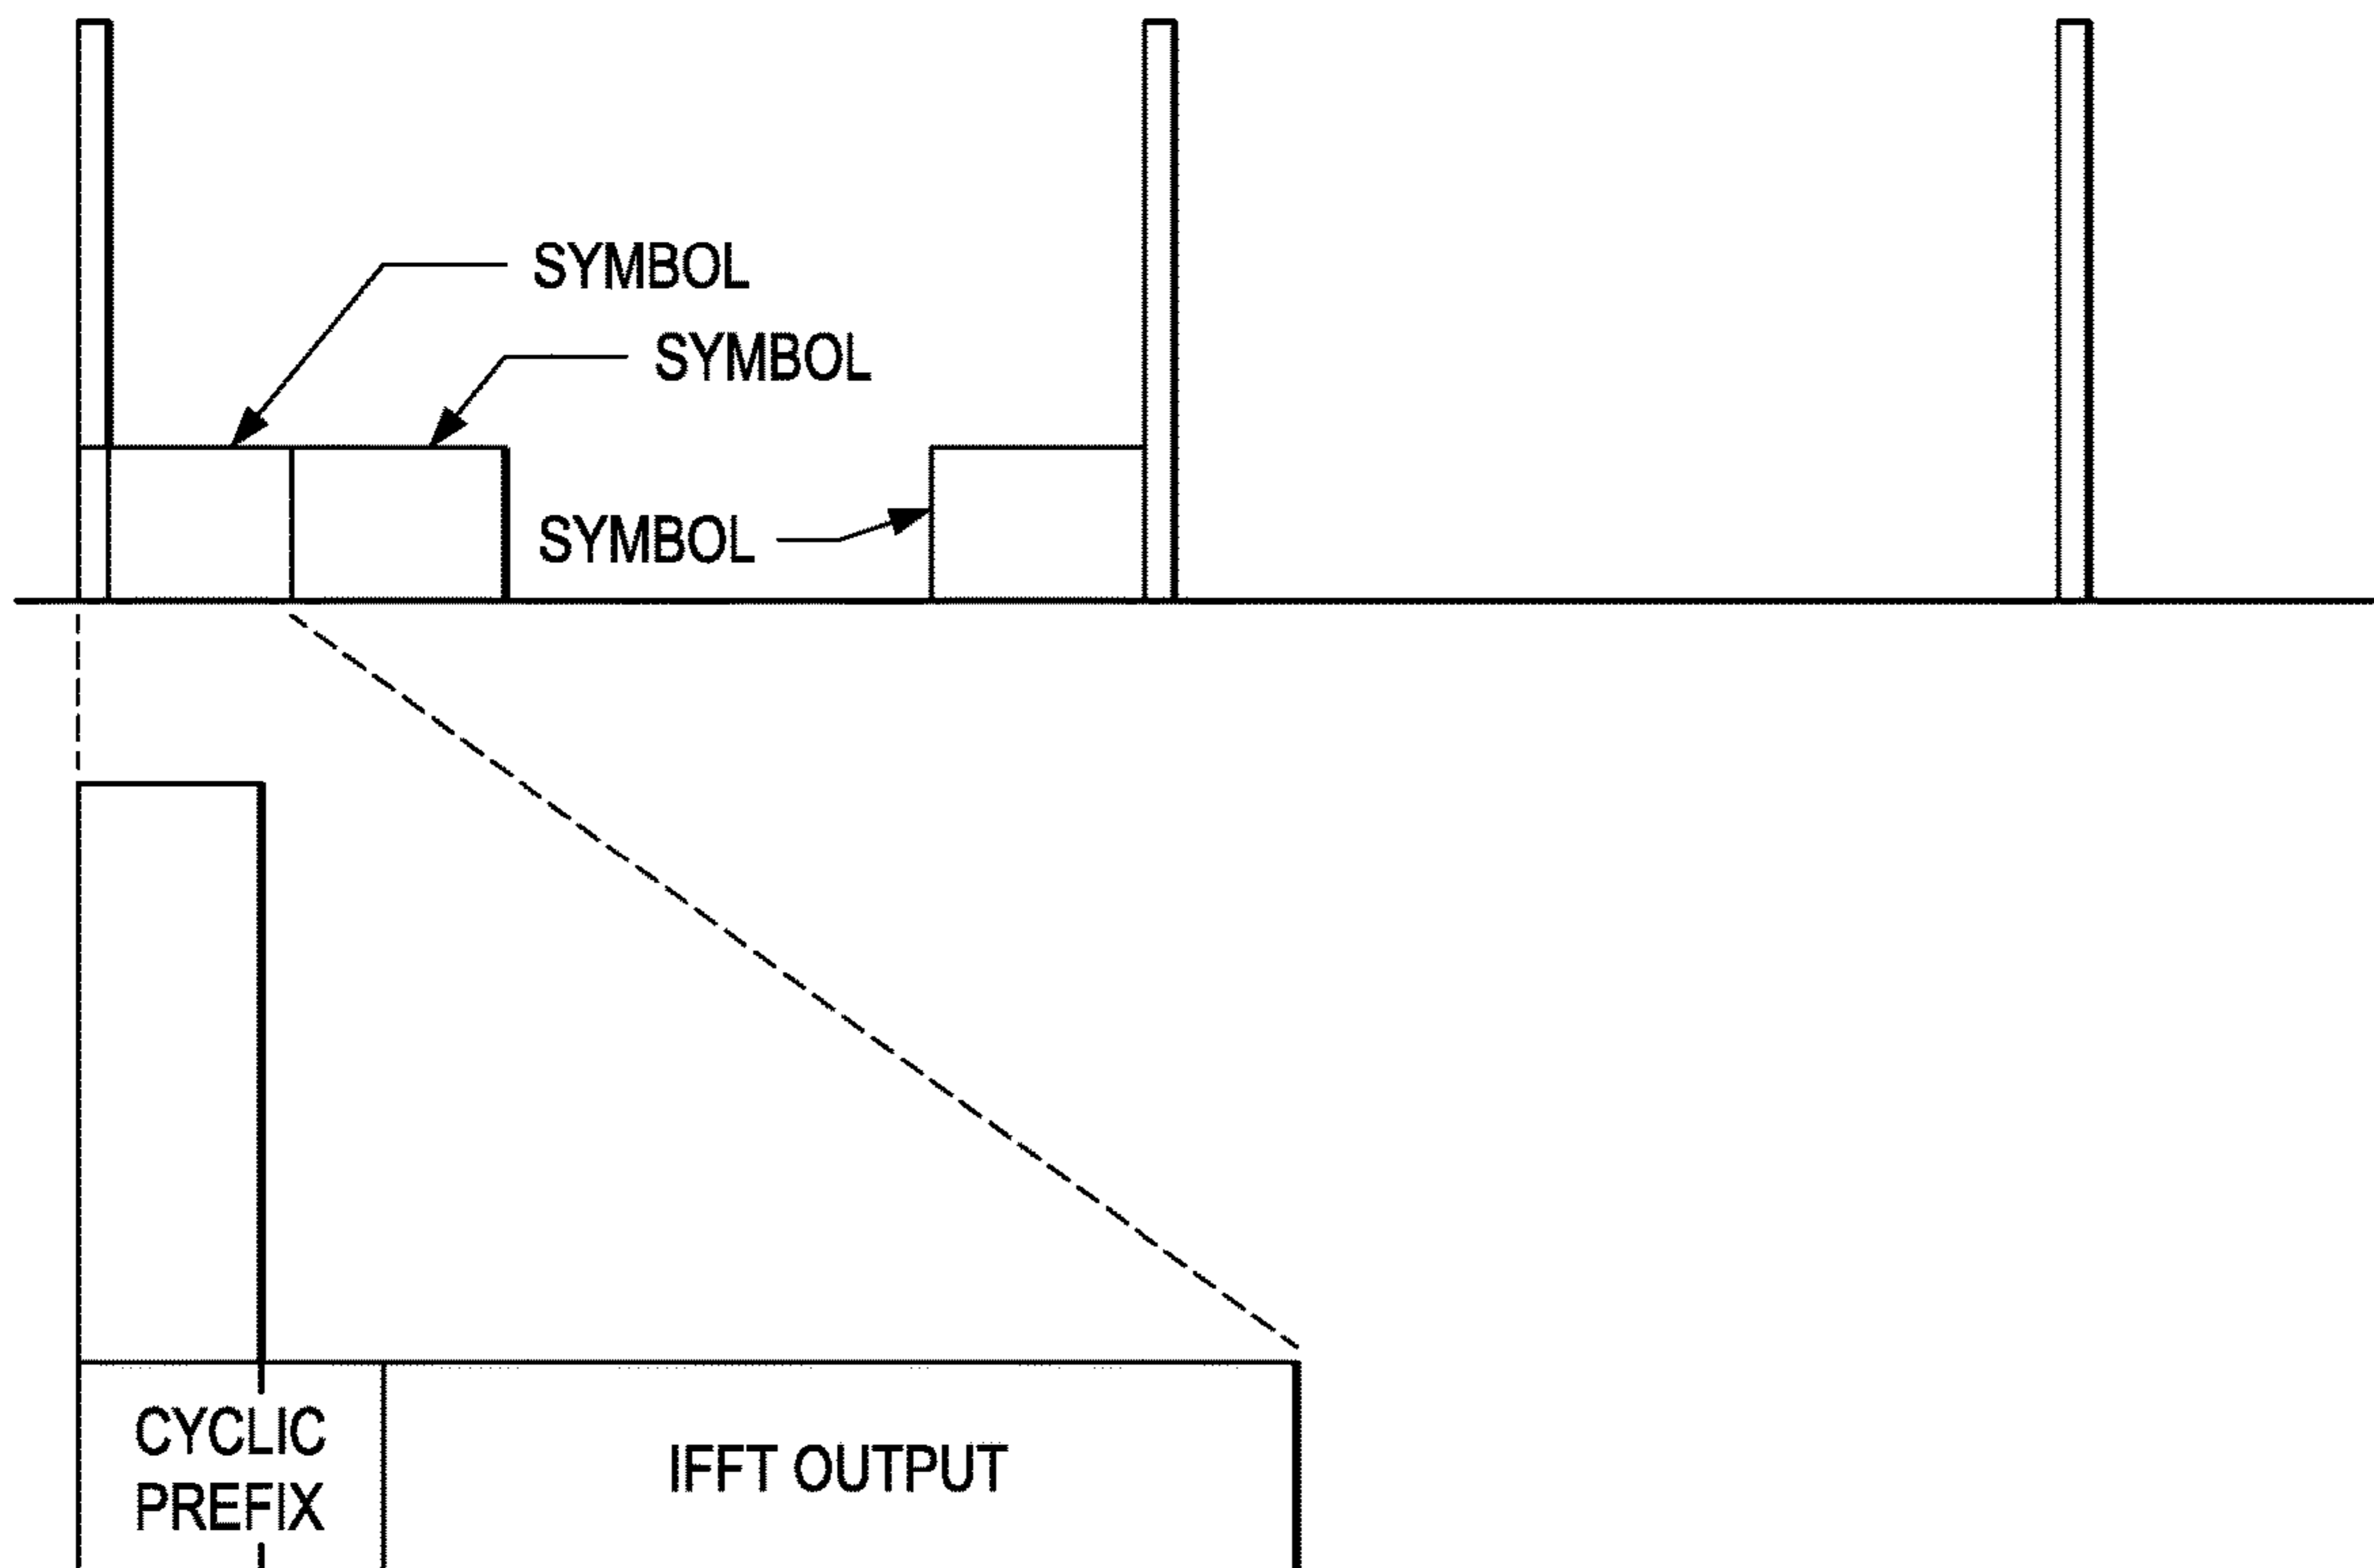 SYMBOL
SYMBOL
SYMBOL
CYCLIC
PREFIX
IFFT OUTPUT